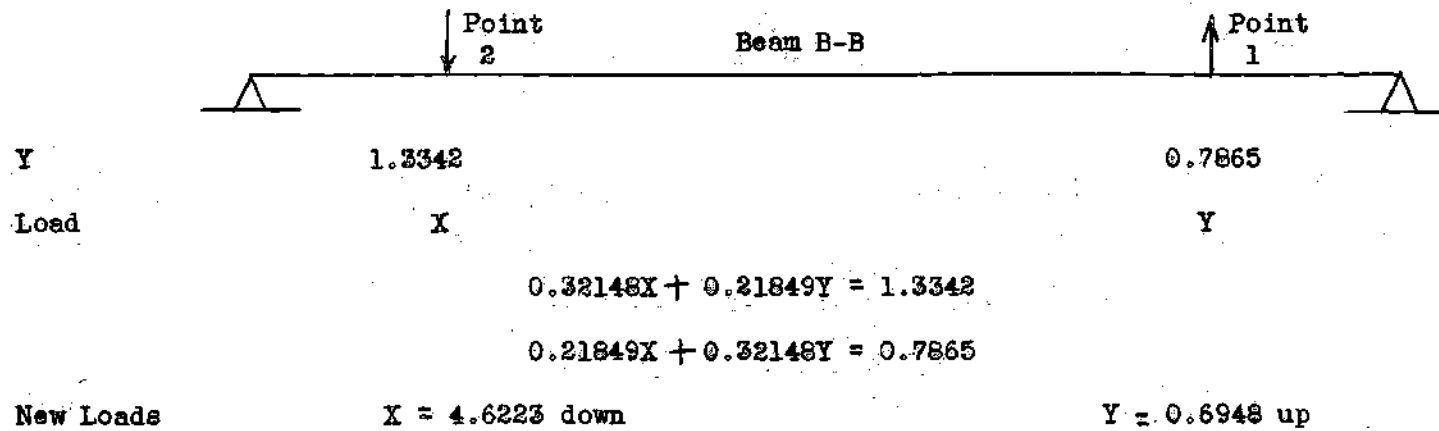 Point
2
Beam B-B
Point
1
Y 1.3342 0.7865
Load X Y
0.32148X + 0.21849Y = 1.3342
0.21849X + 0.32148Y = 0.7865
New Loads X = 4.6223 down Y = 0.6948 up